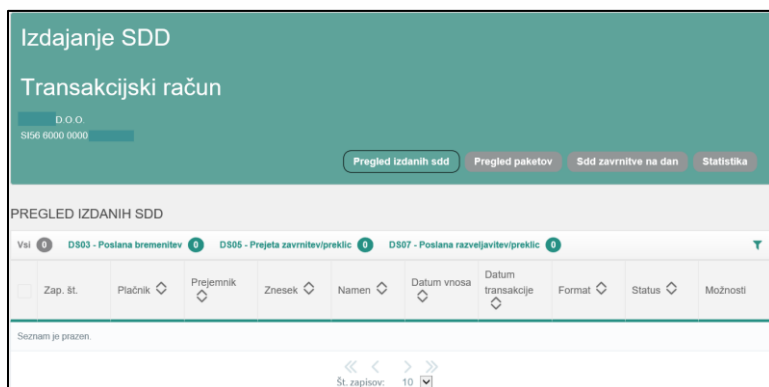 Izdajanje SDD
Transakcijski račun
D.O.O.
SI56 6000 0000
Pregled izdanih sdd Pregled paketov Sdd zavrnitve na dan Statistika
PREGLED IZDANIH SDD
Vsi 0 DS03 - Poslana bremenitev 0 DS05 - Prejeta zavrnitev/preklic 0 DS07 - Poslana razveljavitev/preklic 0
Zap. št. Plačnik Prejemnik Znesek Namen Datum vnosa Datum transakcije Format Status Možnosti
Seznam je prazen.
Št. zapisov: 10